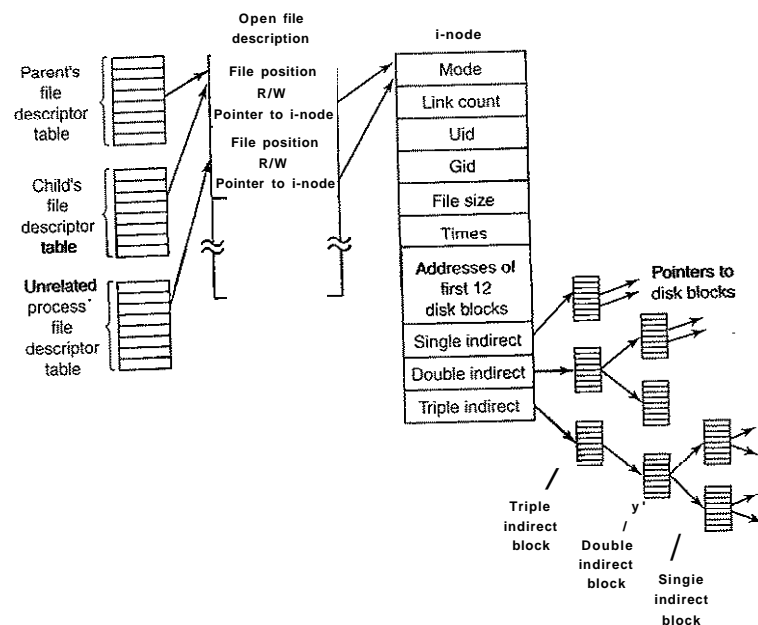 Open file
description
i-node
Parent's
file
descriptor
table
File position
R/W
Pointer to i-node
File position
R/W
Pointer to i-node
Mode
Link count
Uid
Gid
File size
Times
Addresses of
first 12
disk blocks
Single indirect
Double indirect
Triple indirect
Child's
file
descriptor
table
Unrelated
process'
file
descriptor
table
Pointers to
disk blocks
Triple
indirect
block
y'
/
Double
indirect
block
Singie
indirect
block